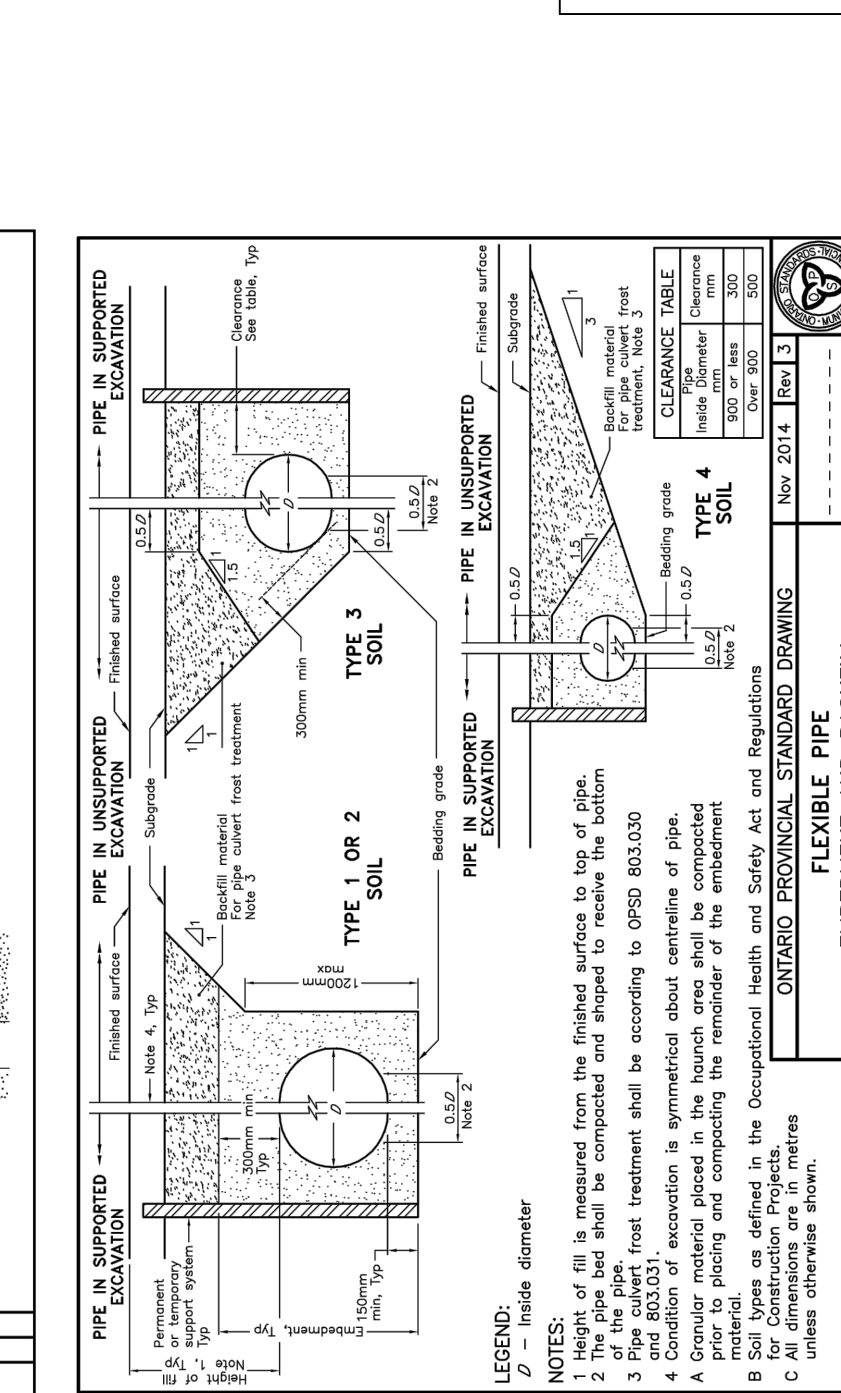 PIPE IN SUPPORTED
EXCAVATION
PIPE IN UNSUPPORTED
EXCAVATION
PIPE IN SUPPORTED
EXCAVATION
Finished surface
Note 4, Typ
Subgrade
Finished surface
Permanent
or temporary
support system
Typ
Height of fill
Note 1, Typ
Embedment, Typ
150mm
min, Typ
300mm min
Typ
D
0.5D
Note 2
1200mm
max
1
1
Backfill material
For pipe culvert frost treatment
Note 3
TYPE 1 OR 2
SOIL
Bedding grade
1
1
300mm min
TYPE 3
SOIL
0.5D
1
1.5
D
0.5D
0.5D
Note 2
Clearance
See table, Typ
PIPE IN SUPPORTED
EXCAVATION
PIPE IN UNSUPPORTED
EXCAVATION
Finished surface
Subgrade
0.5D
D
0.5D
Note 2
0.5D
Bedding grade
1
1.5
1
3
Backfill material
For pipe culvert frost
treatment, Note 3
TYPE 4
SOIL
CLEARANCE TABLE
Pipe
Inside Diameter
mm
Clearance
mm
900 or less 300
Over 900 500
LEGEND:
D – Inside diameter
NOTES:
1 Height of fill is measured from the finished surface to top of pipe.
2 The pipe bed shall be compacted and shaped to receive the bottom
of the pipe.
3 Pipe culvert frost treatment shall be according to OPSD 803.030
and 803.031.
4 Condition of excavation is symmetrical about centreline of pipe.
A Granular material placed in the haunch area shall be compacted
prior to placing and compacting the remainder of the embedment
material.
B Soil types as defined in the Occupational Health and Safety Act and Regulations
for Construction Projects.
C All dimensions are in metres
unless otherwise shown.
ONTARIO PROVINCIAL STANDARD DRAWING
Nov 2014 Rev 3
FLEXIBLE PIPE
O P S